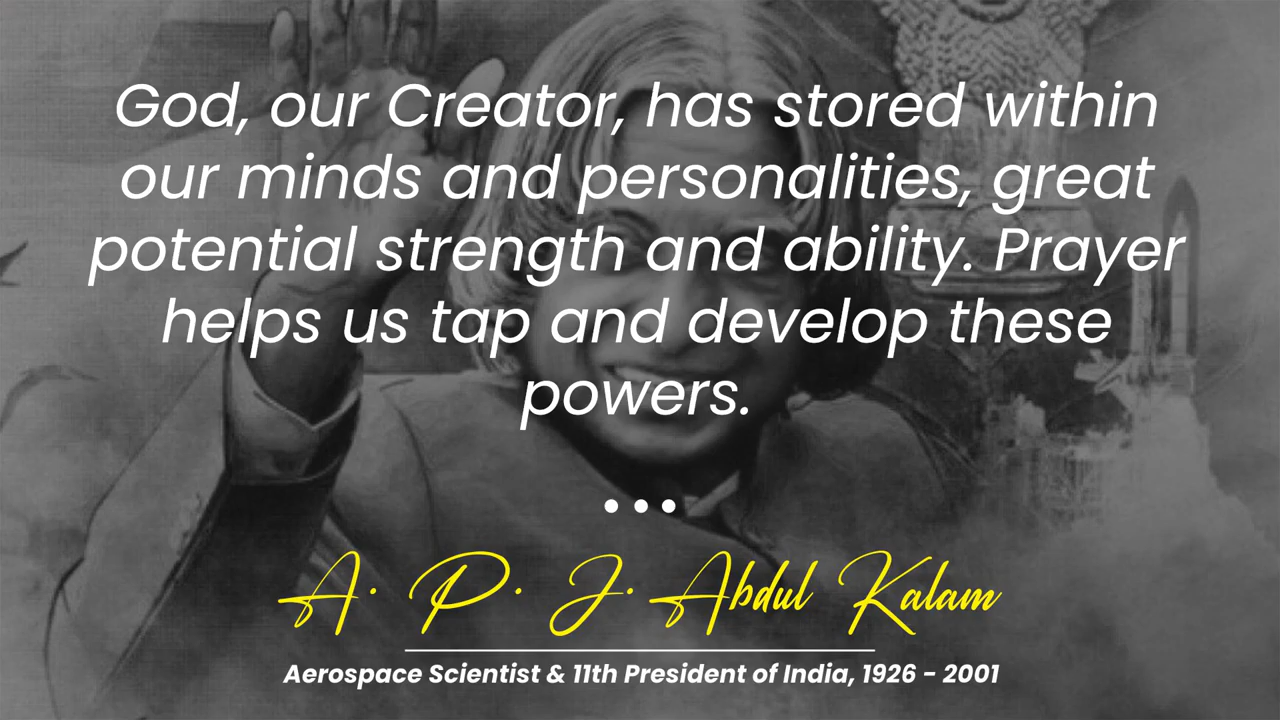 God, our Creator, has stored within
our minds and personalities, great
potential strength and ability. Prayer
helps us tap and develop these
powers.
A. P. J. Abdul Kalam
Aerospace Scientist & 11th President of India, 1926 - 2001